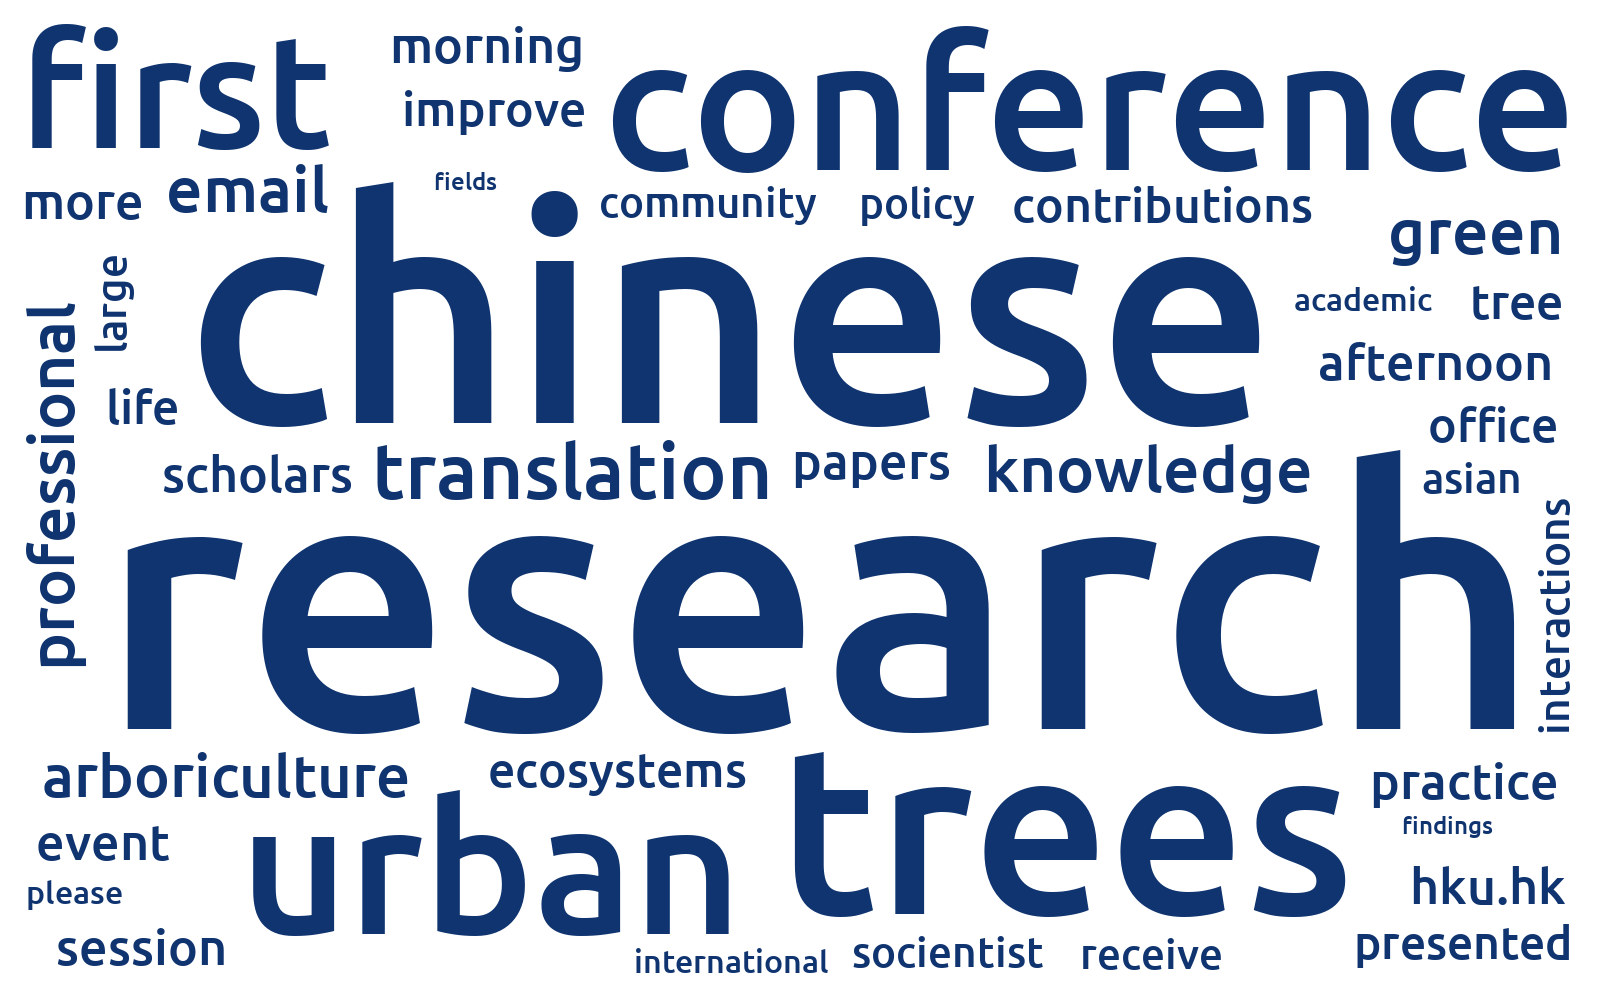 first
morning
conference
improve
more
email
fields
community
policy
contributions
green
chinese
large
academic
tree
professional
afternoon
life
office
scholars
translation
papers
knowledge
asian
research
interactions
arboriculture
ecosystems
trees
practice
event
urban
findings
please
hku.hk
session
international
socientist
receive
presented